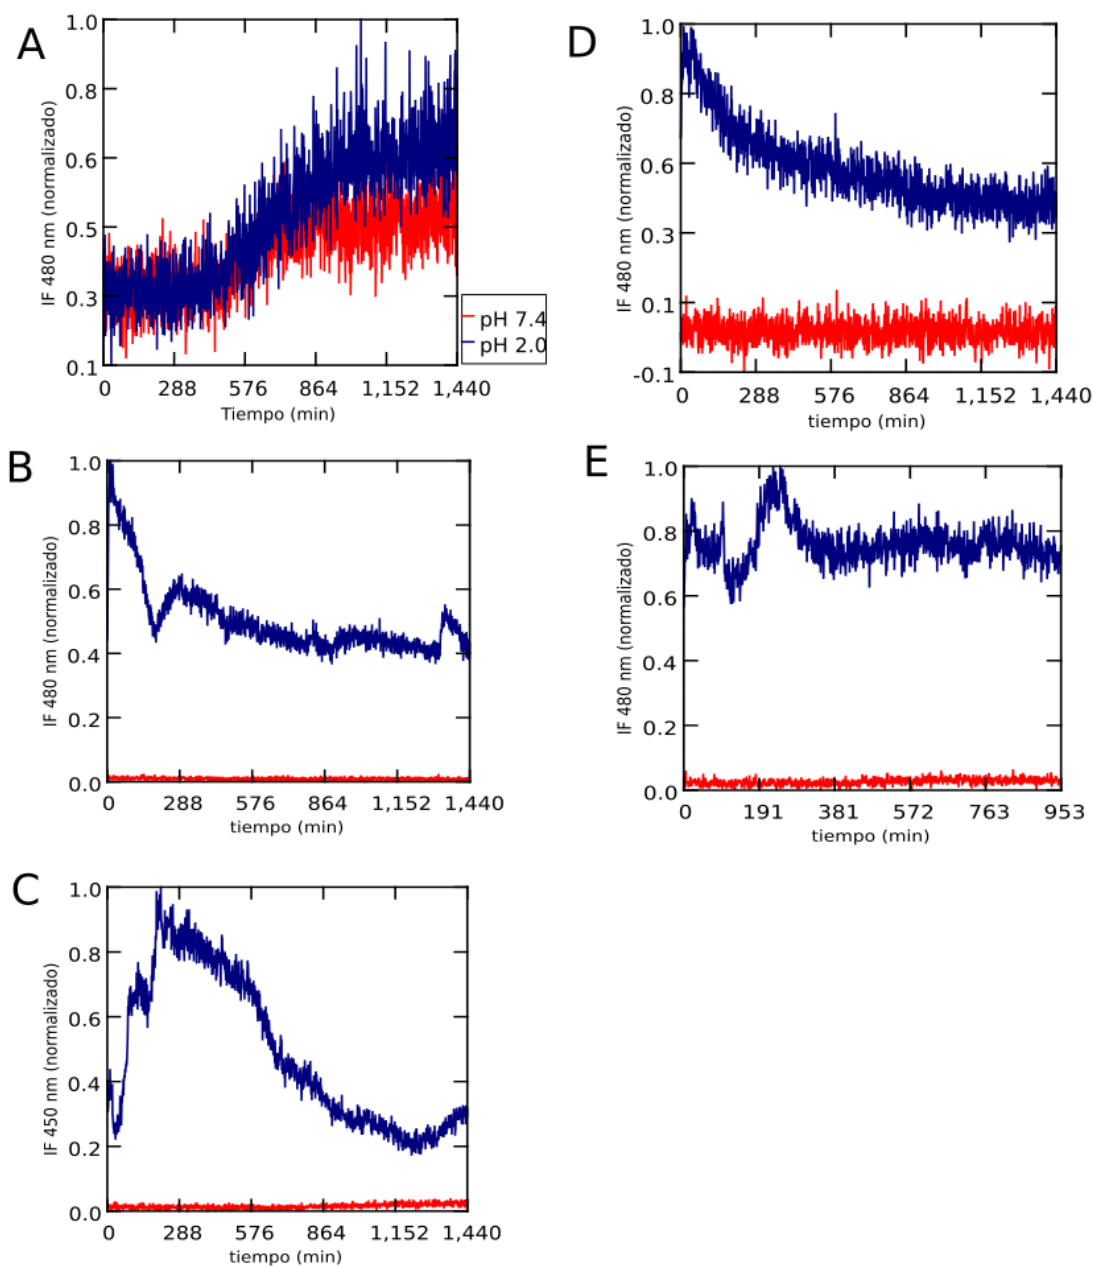 A
IF 480 nm (normalizado)
1.0
0.8
0.6
0.5
0.3
0.1
0 288 576 864 1,152 1,440
Tiempo (min)
pH 7.4
pH 2.0
D
IF 480 nm (normalizado)
1.0
0.8
0.6
0.3
0.1
-0.1
0 288 576 864 1,152 1,440
tiempo (min)
B
IF 480 nm (normalizado)
1.0
0.8
0.6
0.4
0.2
0.0
0 288 576 864 1,152 1,440
tiempo (min)
E
IF 480 nm (normalizado)
1.0
0.8
0.6
0.4
0.2
0.0
0 191 381 572 763 953
tiempo (min)
C
IF 450 nm (normalizado)
1.0
0.8
0.6
0.4
0.2
0.0
0 288 576 864 1,152 1,440
tiempo (min)